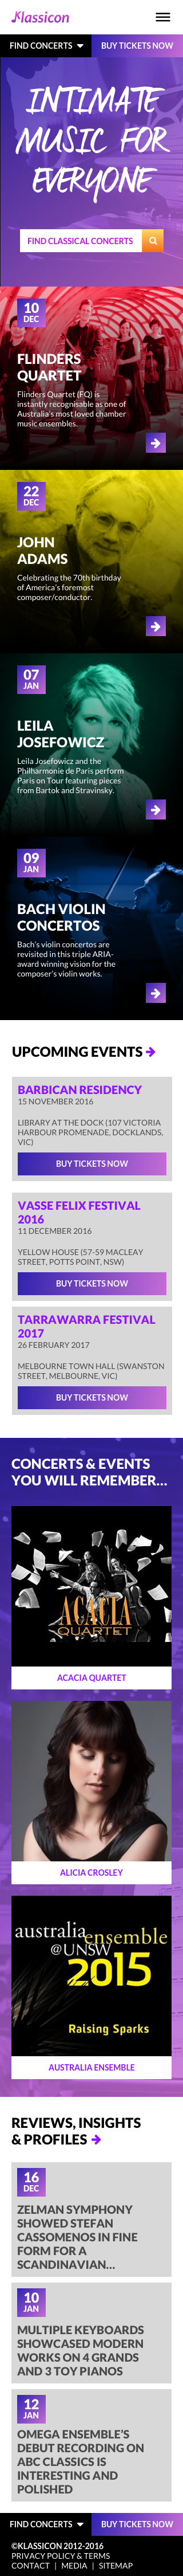 Klassicon
FIND CONCERTS
BUY TICKETS NOW
INTIMATE
MUSIC FOR
EVERYONE
FIND CLASSICAL CONCERTS
10
DEC
FLINDERS
QUARTET
Flinders Quartet (FQ) is
instantly recognisable as one of
Australia's most loved chamber
music ensembles.
22
DEC
JOHN
ADAMS
Celebrating the 70th birthday
of America's foremost
composer/conductor.
07
JAN
LEILA
JOSEFOWICZ
Leila Josefowicz and the
Philharmonie de Paris perform
Paris on Tour featuring pieces
from Bartok and Stravinsky.
09
JAN
BACH VIOLIN
CONCERTOS
Bach's violin concertos are
revisited in this triple ARIA-
award winning vision for the
composer's violin works.
UPCOMING EVENTS
BARBICAN RESIDENCY
15 NOVEMBER 2016
LIBRARY AT THE DOCK (107 VICTORIA
HARBOUR PROMENADE, DOCKLANDS,
VIC)
BUY TICKETS NOW
VASSE FELIX FESTIVAL
2016
11 DECEMBER 2016
YELLOW HOUSE (57-59 MACLEAY
STREET, POTTS POINT, NSW)
BUY TICKETS NOW
TARRAWARRA FESTIVAL
2017
26 FEBRUARY 2017
MELBOURNE TOWN HALL (SWANSTON
STREET, MELBOURNE, VIC)
BUY TICKETS NOW
CONCERTS & EVENTS
YOU WILL REMEMBER...
ACACIA
QUARTET
ACACIA QUARTET
ALICIA CROSLEY
australia
ensemble
@UNSW
2015
Raising Sparks
AUSTRALIA ENSEMBLE
REVIEWS, INSIGHTS
& PROFILES
16
DEC
ZELMAN SYMPHONY
SHOWED STEFAN
CASSOMENOS IN FINE
FORM FOR A
SCANDINAVIAN...
10
JAN
MULTIPLE KEYBOARDS
SHOWCASED MODERN
WORKS ON 4 GRANDS
AND 3 TOY PIANOS
12
JAN
OMEGA ENSEMBLE'S
DEBUT RECORDING ON
ABC CLASSICS IS
INTERESTING AND
POLISHED
FIND CONCERTS
BUY TICKETS NOW
©KLASSICON 2012-2016
PRIVACY POLICY & TERMS
CONTACT | MEDIA | SITEMAP